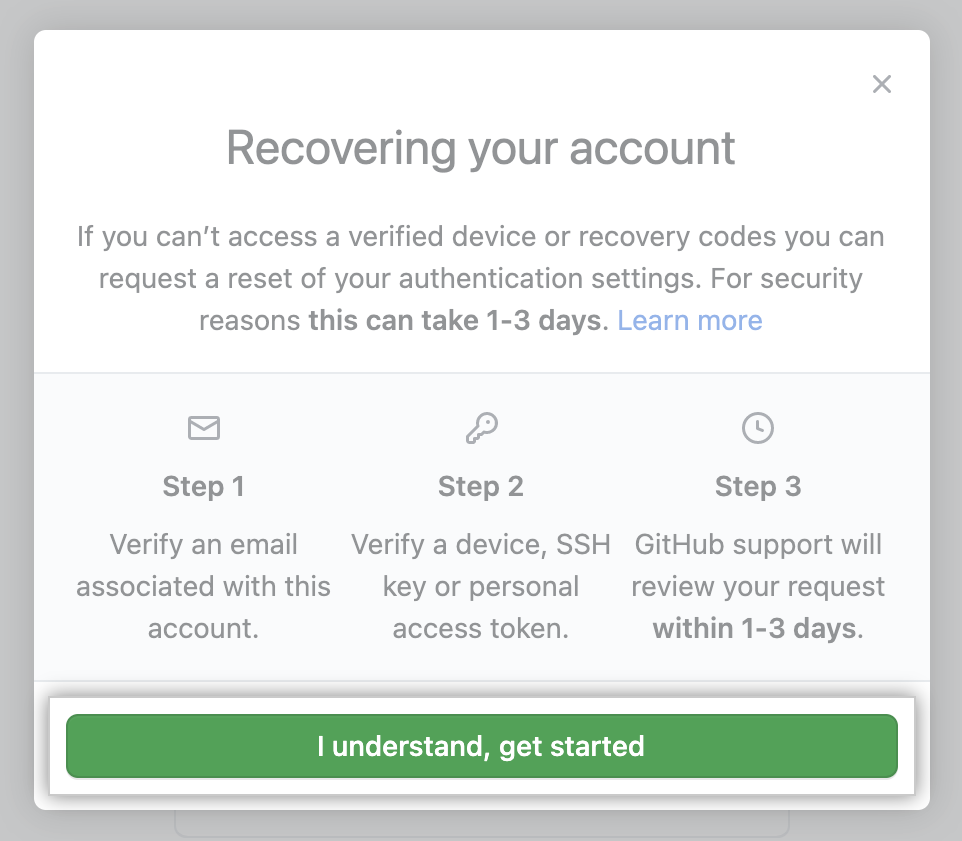 Recovering your account
If you can’t access a verified device or recovery codes you can
request a reset of your authentication settings. For security
reasons this can take 1-3 days. Learn more
Step 1
Verify an email
associated with this
account.
Step 2
Verify a device, SSH
key or personal
access token.
Step 3
GitHub support will
review your request
within 1-3 days.
I understand, get started